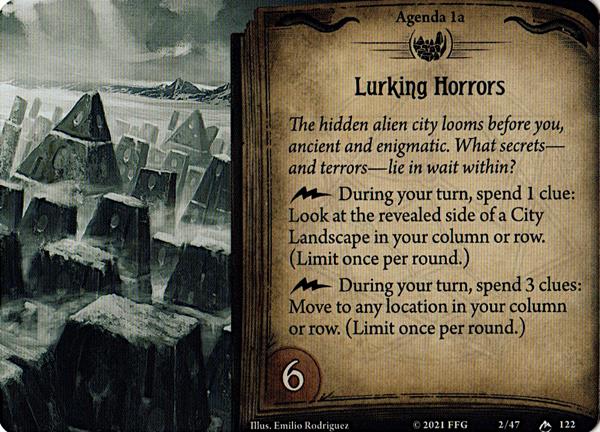 Agenda 1a
Lurking Horrors
The hidden alien city looms before you,
ancient and enigmatic. What secrets—
and terrors—lie in wait within?
During your turn, spend 1 clue:
Look at the revealed side of a City
Landscape in your column or row.
(Limit once per round.)
During your turn, spend 3 clues:
Move to any location in your column
or row. (Limit once per round.)
6
Illus. Emilio Rodriguez © 2021 FFG 2/47 122